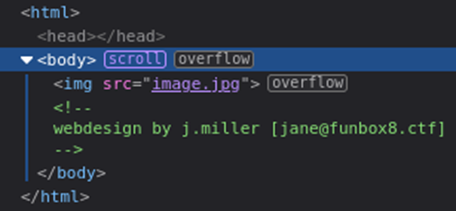 <html>
<head></head>
<body> scroll overflow
<img src="image.jpg"> overflow
<!--
webdesign by j.miller [jane@funbox8.ctf]
-->
</body>
</html>